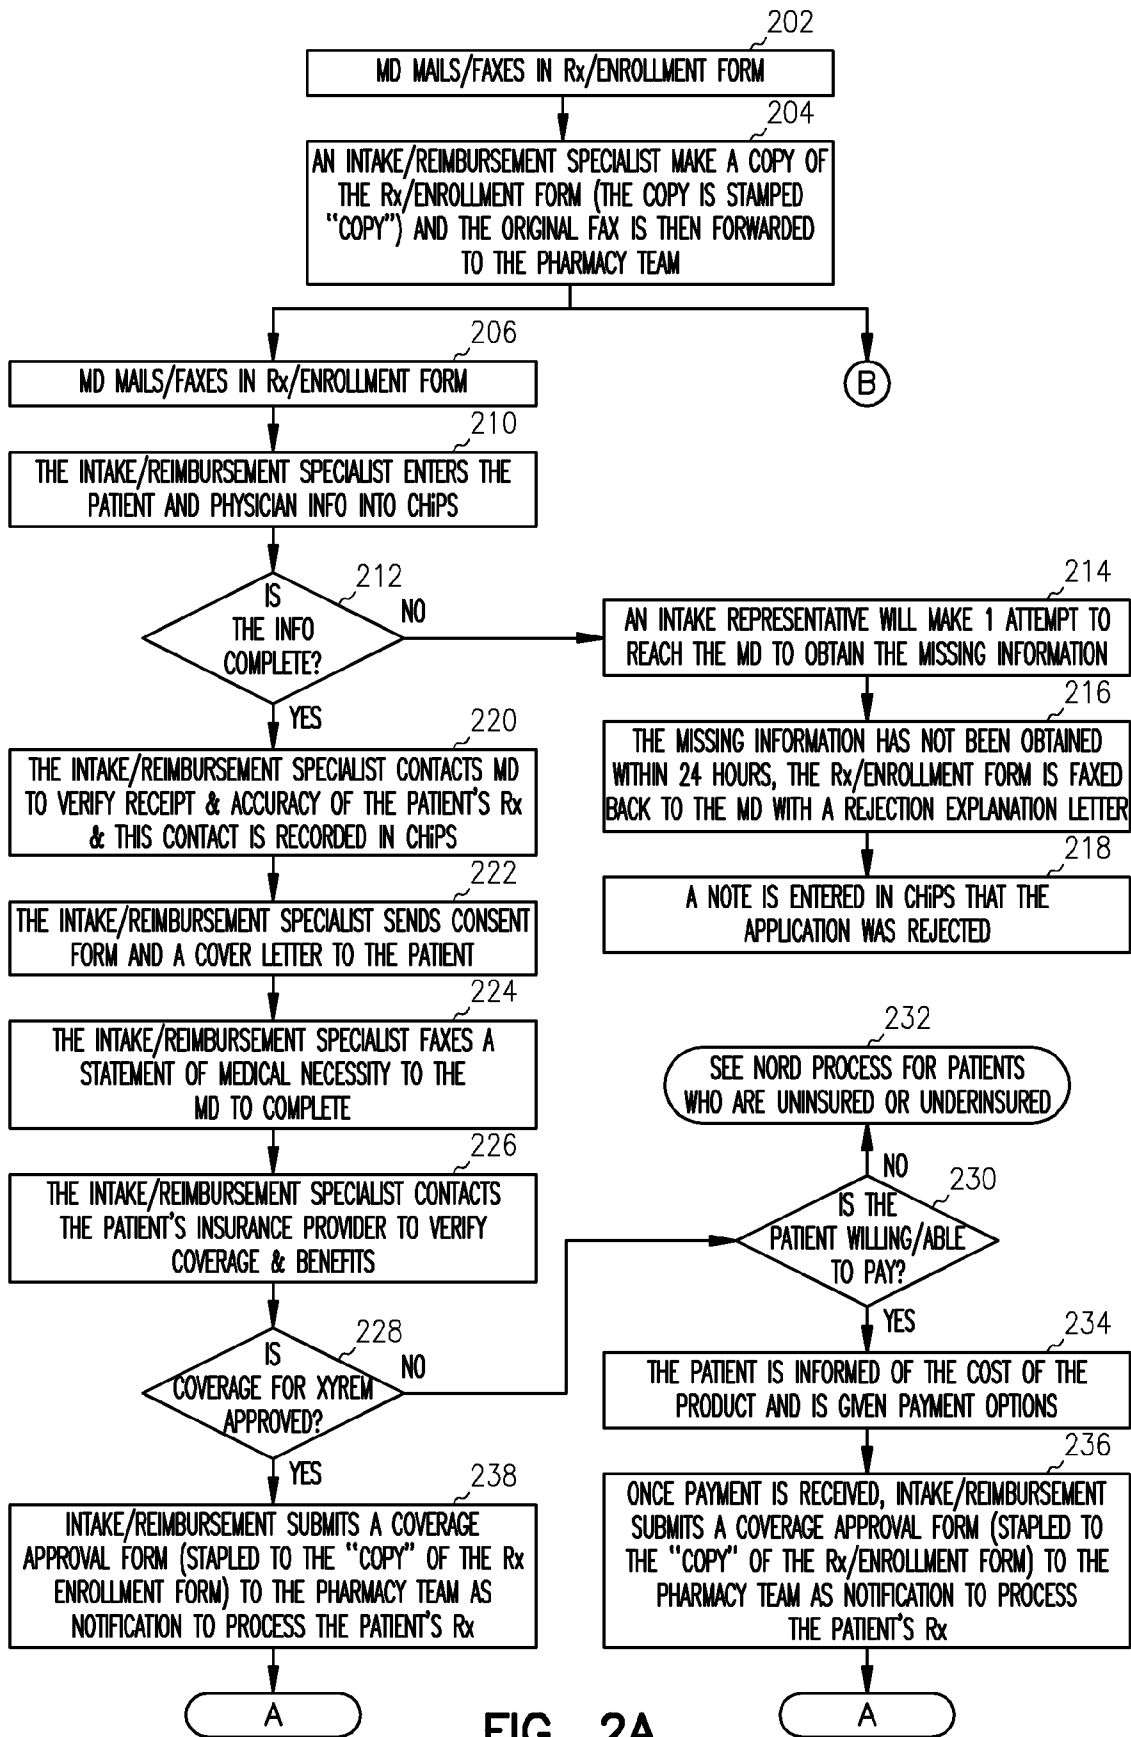 202
MD MAILS/FAXES IN Rx/ENROLLMENT FORM
204
AN INTAKE/REIMBURSEMENT SPECIALIST MAKE A COPY OF
THE Rx/ENROLLMENT FORM (THE COPY IS STAMPED
“COPY”) AND THE ORIGINAL FAX IS THEN FORWARDED
TO THE PHARMACY TEAM
206
MD MAILS/FAXES IN Rx/ENROLLMENT FORM
B
210
THE INTAKE/REIMBURSEMENT SPECIALIST ENTERS THE
PATIENT AND PHYSICIAN INFO INTO CHiPS
212
IS
THE INFO
COMPLETE?
NO
YES
214
AN INTAKE REPRESENTATIVE WILL MAKE 1 ATTEMPT TO
REACH THE MD TO OBTAIN THE MISSING INFORMATION
216
THE MISSING INFORMATION HAS NOT BEEN OBTAINED
WITHIN 24 HOURS, THE Rx/ENROLLMENT FORM IS FAXED
BACK TO THE MD WITH A REJECTION EXPLANATION LETTER
218
A NOTE IS ENTERED IN CHiPS THAT THE
APPLICATION WAS REJECTED
220
THE INTAKE/REIMBURSEMENT SPECIALIST CONTACTS MD
TO VERIFY RECEIPT & ACCURACY OF THE PATIENT'S Rx
& THIS CONTACT IS RECORDED IN CHiPS
222
THE INTAKE/REIMBURSEMENT SPECIALIST SENDS CONSENT
FORM AND A COVER LETTER TO THE PATIENT
224
THE INTAKE/REIMBURSEMENT SPECIALIST FAXES A
STATEMENT OF MEDICAL NECESSITY TO THE
MD TO COMPLETE
226
THE INTAKE/REIMBURSEMENT SPECIALIST CONTACTS
THE PATIENT'S INSURANCE PROVIDER TO VERIFY
COVERAGE & BENEFITS
228
IS
COVERAGE FOR XYREM
APPROVED?
NO
YES
232
SEE NORD PROCESS FOR PATIENTS
WHO ARE UNINSURED OR UNDERINSURED
NO
230
IS THE
PATIENT WILLING/ABLE
TO PAY?
YES
234
THE PATIENT IS INFORMED OF THE COST OF THE
PRODUCT AND IS GIVEN PAYMENT OPTIONS
236
ONCE PAYMENT IS RECEIVED, INTAKE/REIMBURSEMENT
SUBMITS A COVERAGE APPROVAL FORM (STAPLED TO
THE “COPY” OF THE Rx/ENROLLMENT FORM) TO THE
PHARMACY TEAM AS NOTIFICATION TO PROCESS
THE PATIENT'S Rx
A
238
INTAKE/REIMBURSEMENT SUBMITS A COVERAGE
APPROVAL FORM (STAPLED TO THE “COPY” OF THE Rx
ENROLLMENT FORM) TO THE PHARMACY TEAM AS
NOTIFICATION TO PROCESS THE PATIENT'S Rx
A
FIG. 2A